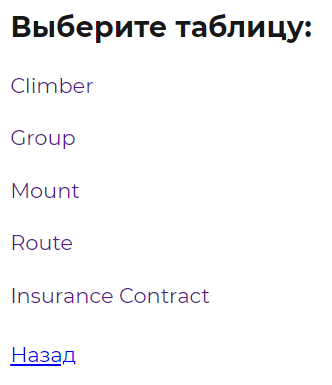 Выберите таблицу:
Climber
Group
Mount
Route
Insurance Contract
Назад